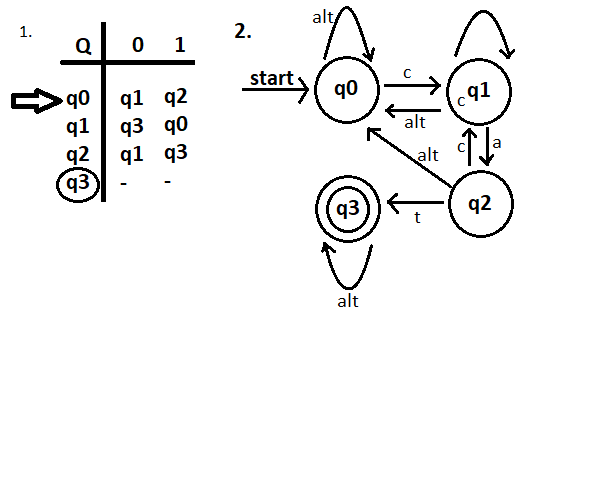 1.
Q 0 1
q0 q1 q2
q1 q3 q0
q2 q1 q3
q3 - -
2.
alt
start
q0
c
alt
c q1
alt
c
a
q3
t
q2
alt